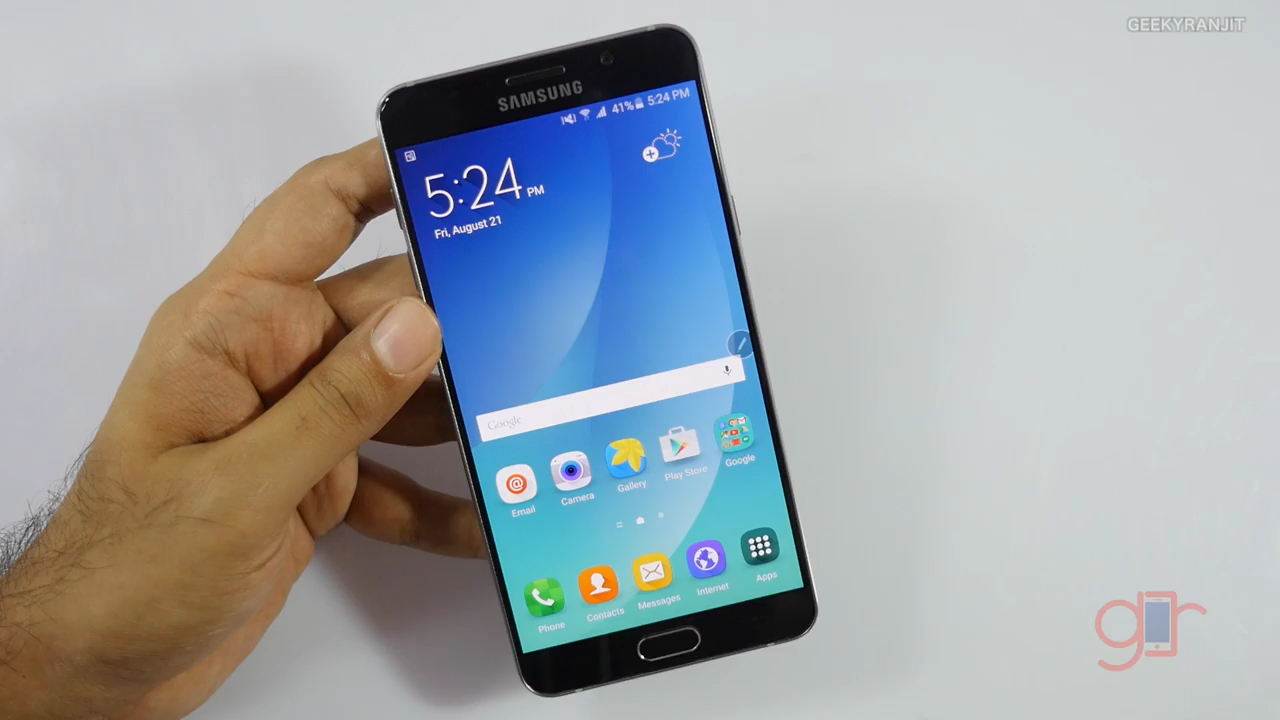 GEEKYRANJIT
SAMSUNG
41% 5:24 PM
5:24 PM
Fri, August 21
Google
Email
Camera
Gallery
Play Store
Google
Phone
Contacts
Messages
Internet
Apps
gr